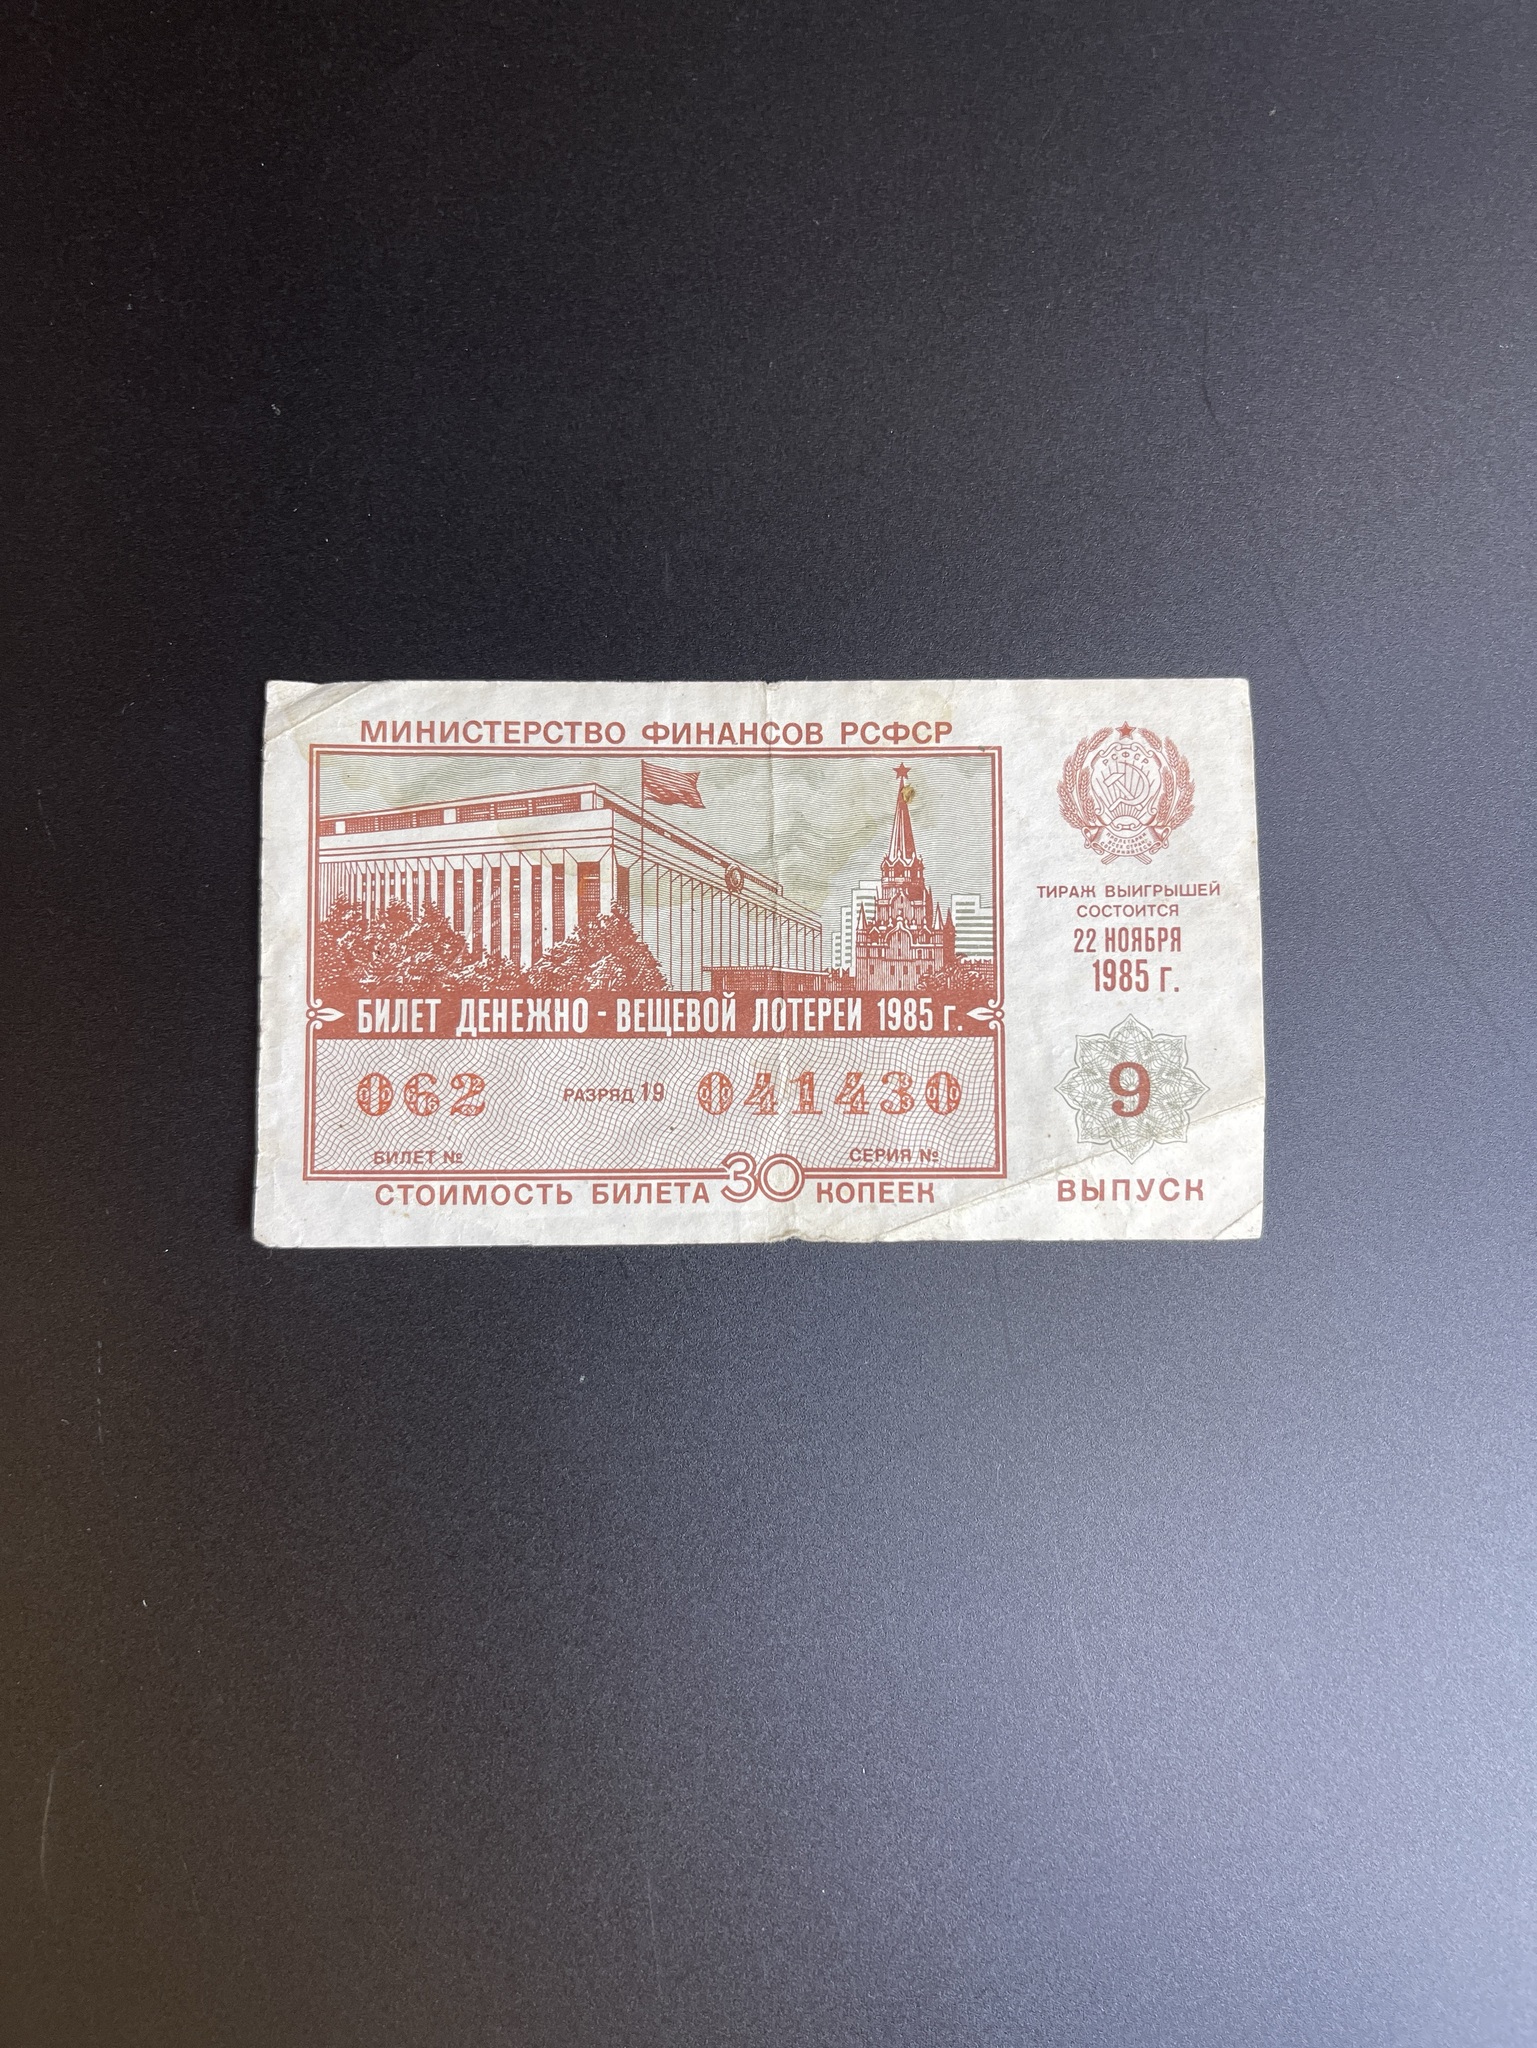 МИНИСТЕРСТВО ФИНАНСОВ РСФСР
БИЛЕТ ДЕНЕЖНО - ВЕЩЕВОЙ ЛОТЕРЕИ 1985 г.
062 РАЗРЯД 19 041430
БИЛЕТ № СЕРИЯ №
СТОИМОСТЬ БИЛЕТА 30 КОПЕЕК
РСФСР
ТИРАЖ ВЫИГРЫШЕЙ
СОСТОИТСЯ
22 НОЯБРЯ
1985 г.
9
ВЫПУСК